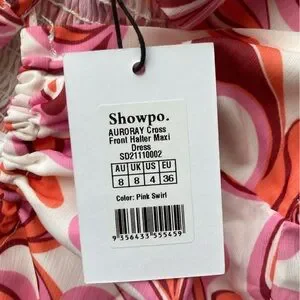 Showpo.
AURORAY Cross
Front Halter Maxi
Dress
SD21110002
AU UK US EU
8 8 4 36
Color: Pink Swirl
9 356433 555459